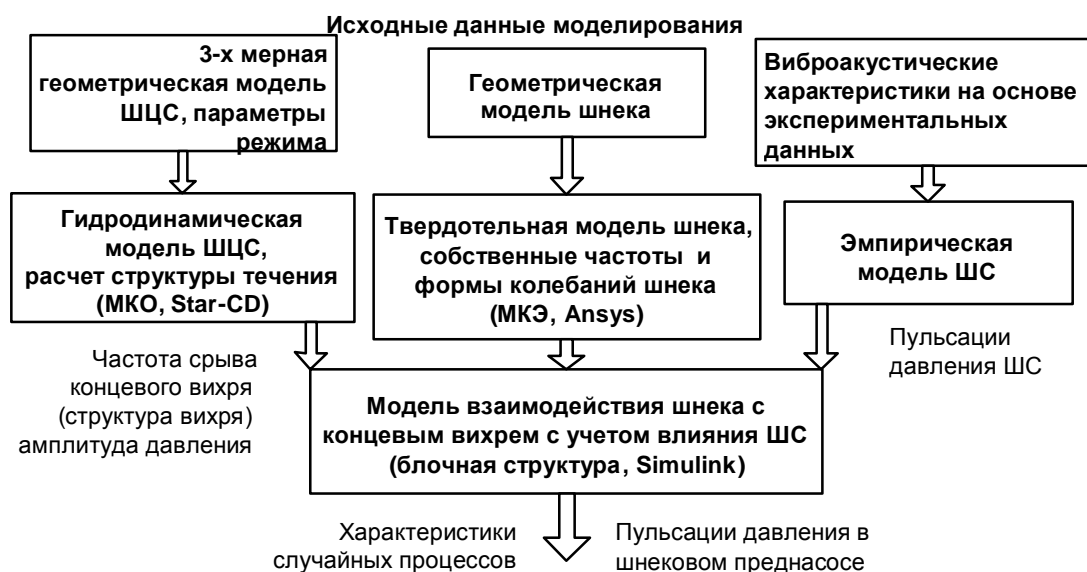 Исходные данные моделирования
3-х мерная
геометрическая модель
ШЦС, параметры
режима
Геометрическая
модель шнека
Виброакустические
характеристики на основе
экспериментальных
данных
Гидродинамическая
модель ШЦС,
расчет структуры течения
(МКО, Star-CD)
Твердотельная модель шнека,
собственные частоты и
формы колебаний шнека
(МКЭ, Ansys)
Эмпирическая
модель ШС
Частота срыва
концевого вихря
(структура вихря)
амплитуда давления
Пульсации
давления ШС
Модель взаимодействия шнека с
концевым вихрем с учетом влияния ШС
(блочная структура, Simulink)
Характеристики
случайных процессов
Пульсации давления в
шнековом преднасосе